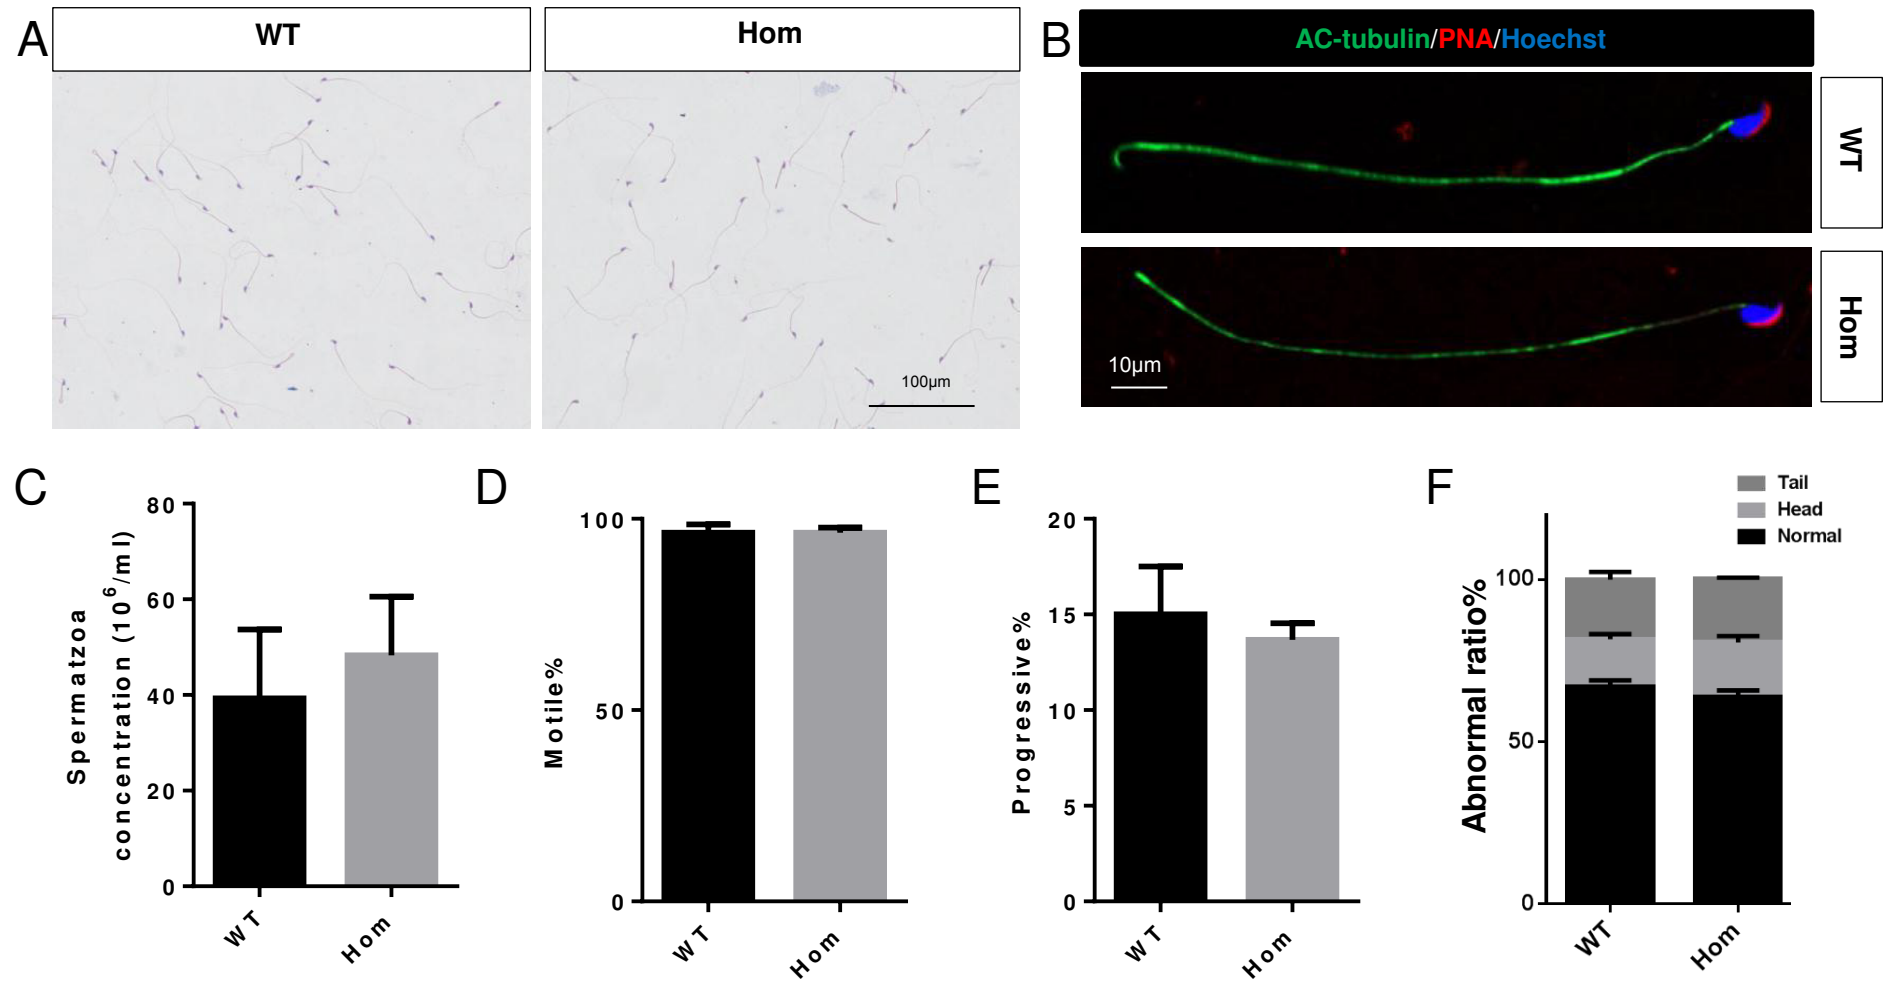 A
WT
Hom
100μm
B
AC-tubulin/PNA/Hoechst
WT
Hom
10μm
C
Spermatzoa
concentration (10^6/ml)
80
60
40
20
0
WT
Hom
D
Motile%
100
50
0
WT
Hom
E
Progressive%
20
15
10
5
0
WT
Hom
F
Tail
Head
Normal
Abnormal ratio%
100
50
0
WT
Hom